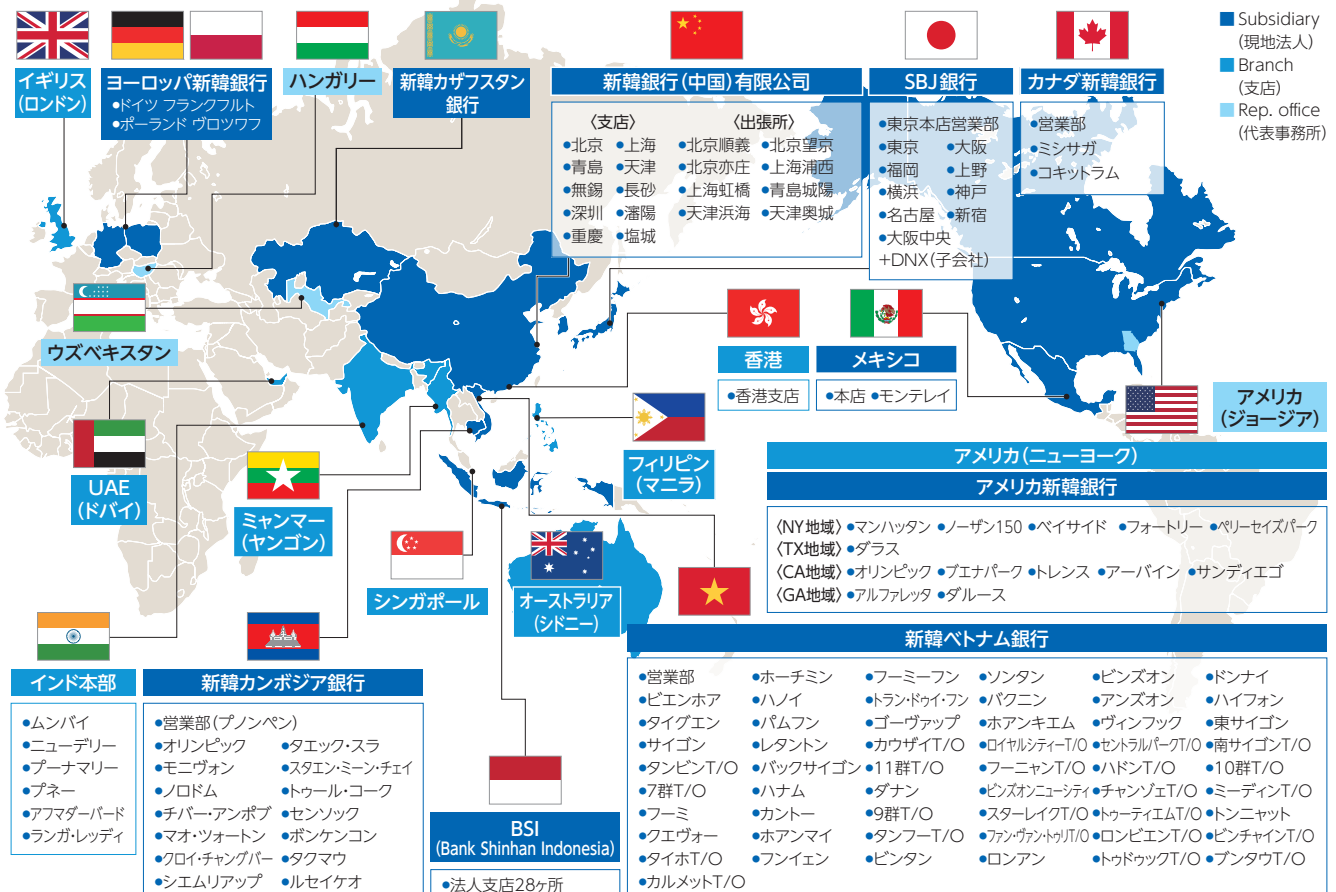 Subsidiary
(現地法人)
Branch
(支店)
Rep. office
(代表事務所)
イギリス
(ロンドン)
ヨーロッパ新韓銀行
•ドイツ フランクフルト
•ポーランド ヴロツワフ
ハンガリー
新韓カザフスタン
銀行
新韓銀行(中国)有限公司
〈支店〉 〈出張所〉
•北京 •上海 •北京順義 •北京望京
•青島 •天津 •北京亦庄 •上海浦西
•無錫 •長砂 •上海虹橋 •青島城陽
•深圳 •瀋陽 •天津浜海 •天津奥城
•重慶 •塩城
SBJ銀行
•東京本店営業部
•東京 •大阪
•福岡 •上野
•横浜 •神戸
•名古屋 •新宿
•大阪中央
+DNX(子会社)
カナダ新韓銀行
•営業部
•ミシサガ
•コキットラム
ウズベキスタン
香港
•香港支店
メキシコ
•本店 •モンテレイ
アメリカ
(ジョージア)
UAE
(ドバイ)
ミャンマー
(ヤンゴン)
フィリピン
(マニラ)
シンガポール
オーストラリア
(シドニー)
アメリカ(ニューヨーク)
アメリカ新韓銀行
〈NY地域〉 •マンハッタン •ノーザン150 •ベイサイド •フォートリー •ペリーセイズパーク
〈TX地域〉 •ダラス
〈CA地域〉 •オリンピック •ブエナパーク •トレンス •アーバイン •サンディエゴ
〈GA地域〉 •アルファレッタ •ダルース
インド本部
•ムンバイ
•ニューデリー
•プーナマリー
•プネー
•アフマダーバード
•ランガ・レッディ
新韓カンボジア銀行
•営業部(プノンペン)
•オリンピック •タエック・スラ
•モニヴォン •スタエン・ミーン・チェイ
•ノロドム •トゥール・コーク
•チバー・アンポブ •センソック
•マオ・ツォートン •ボンケンコン
•クロイ・チャングバー •タクマウ
•シエムリアップ •ルセイケオ
BSI
(Bank Shinhan Indonesia)
•法人支店28ヶ所
新韓ベトナム銀行
•営業部 •ホーチミン •フーミーフン •ソンタン •ビンズオン •ドンナイ
•ビエンホア •ハノイ •トラン・ドゥイ・フン •バクニン •アンズオン •ハイフォン
•タイグエン •パムフン •ゴーヴァップ •ホアンキエム •ヴィンフック •東サイゴン
•サイゴン •レタントン •カウザイT/O •ロイヤルシティーT/O •セントラルパークT/O •南サイゴンT/O
•タンビンT/O •バックサイゴン •11群T/O •フーニャンT/O •ハドンT/O •10群T/O
•7群T/O •ハナム •ダナン •ビンズオンニューシティ •チャンゾェT/O •ミーディンT/O
•フーミ •カントー •9群T/O •スターレイクT/O •トゥーティエムT/O •トンニャット
•クエヴォー •ホアンマイ •タンフーT/O •ファン・ヴァン・トゥリT/O •ロンビエンT/O •ビンチャインT/O
•タイホT/O •フンイェン •ビンタン •ロンアン •トゥドゥックT/O •ブンタウT/O
•カルメットT/O